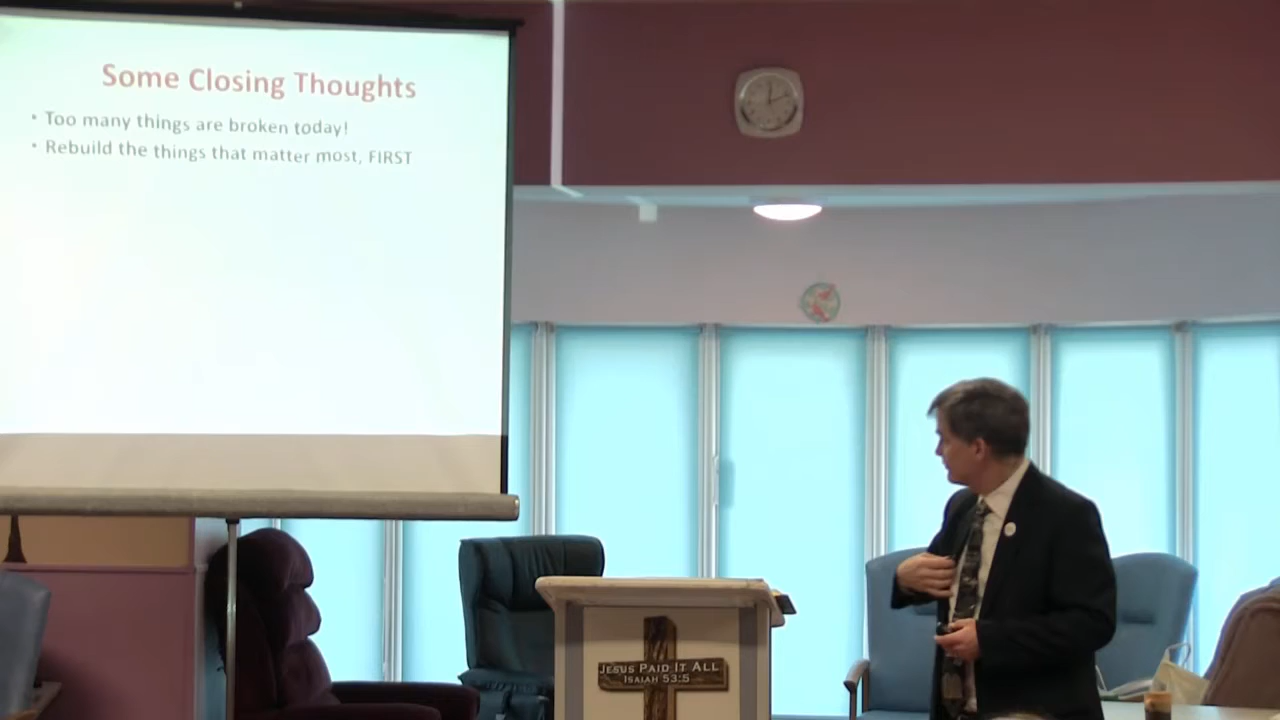 Some Closing Thoughts
• Too many things are broken today!
• Rebuild the things that matter most, FIRST
JESUS PAID IT ALL
ISAIAH 53:5